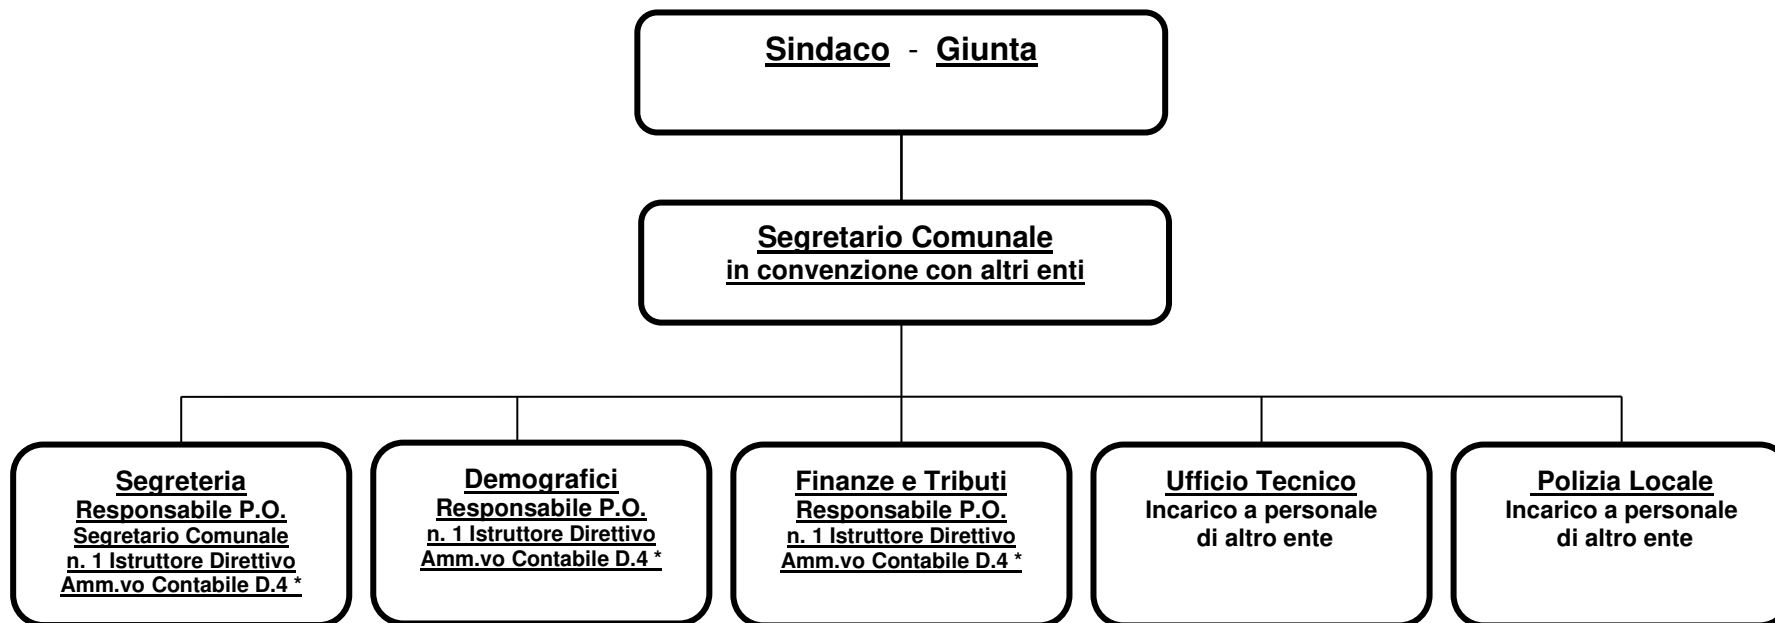 Sindaco - Giunta
Segretario Comunale
in convenzione con altri enti
Segreteria
Responsabile P.O.
Segretario Comunale
n. 1 Istruttore Direttivo
Amm.vo Contabile D.4 *
Demografici
Responsabile P.O.
n. 1 Istruttore Direttivo
Amm.vo Contabile D.4 *
Finanze e Tributi
Responsabile P.O.
n. 1 Istruttore Direttivo
Amm.vo Contabile D.4 *
Ufficio Tecnico
Incarico a personale
di altro ente
Polizia Locale
Incarico a personale
di altro ente